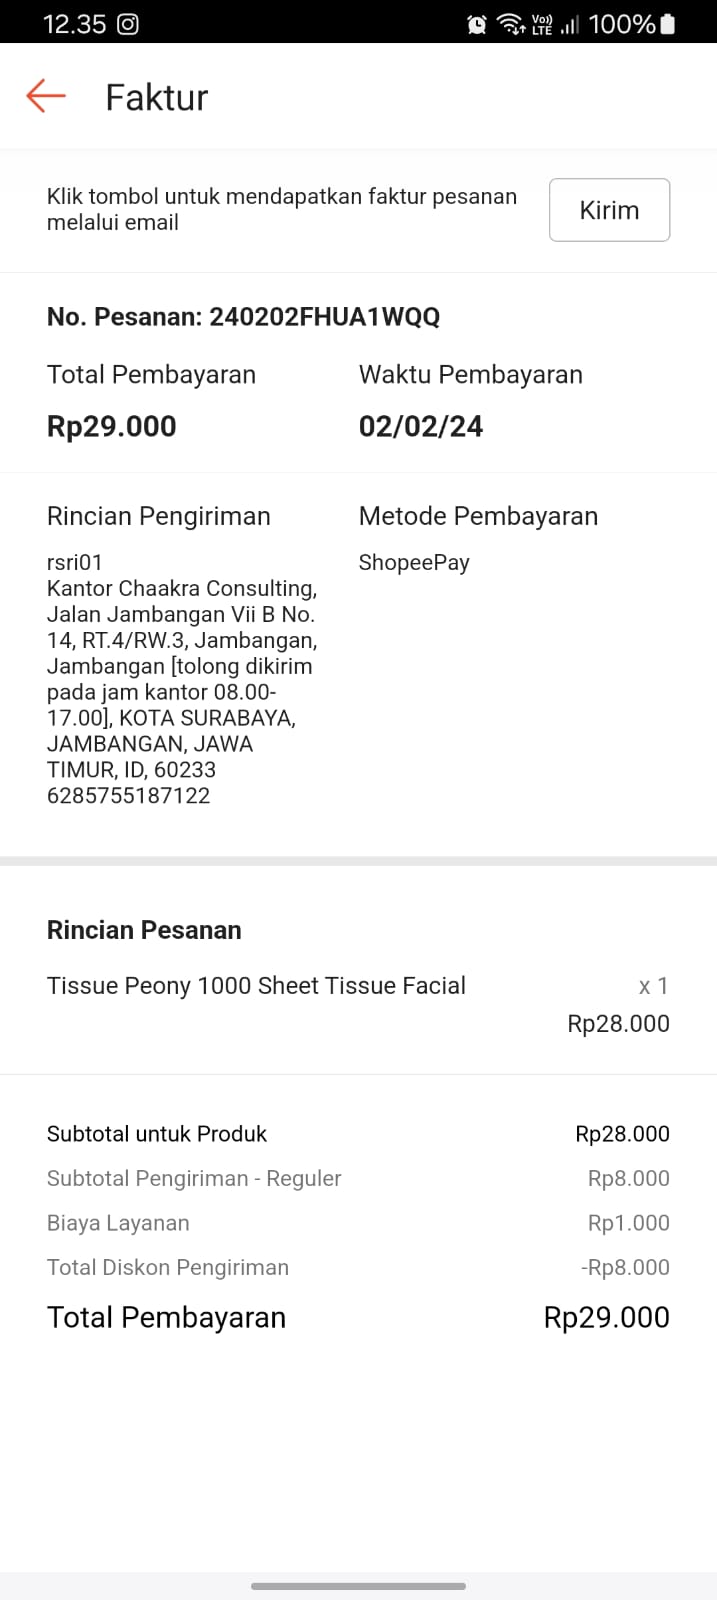 12.35
Vo)) LTE 100%
Faktur
Klik tombol untuk mendapatkan faktur pesanan
melalui email
Kirim
No. Pesanan: 240202FHUA1WQQ
Total Pembayaran
Waktu Pembayaran
Rp29.000
02/02/24
Rincian Pengiriman
Metode Pembayaran
rsri01
ShopeePay
Kantor Chaakra Consulting,
Jalan Jambangan Vii B No.
14, RT.4/RW.3, Jambangan,
Jambangan [tolong dikirim
pada jam kantor 08.00-
17.00], KOTA SURABAYA,
JAMBANGAN, JAWA
TIMUR, ID, 60233
6285755187122
Rincian Pesanan
Tissue Peony 1000 Sheet Tissue Facial
x 1
Rp28.000
Subtotal untuk Produk Rp28.000
Subtotal Pengiriman - Reguler Rp8.000
Biaya Layanan Rp1.000
Total Diskon Pengiriman -Rp8.000
Total Pembayaran Rp29.000